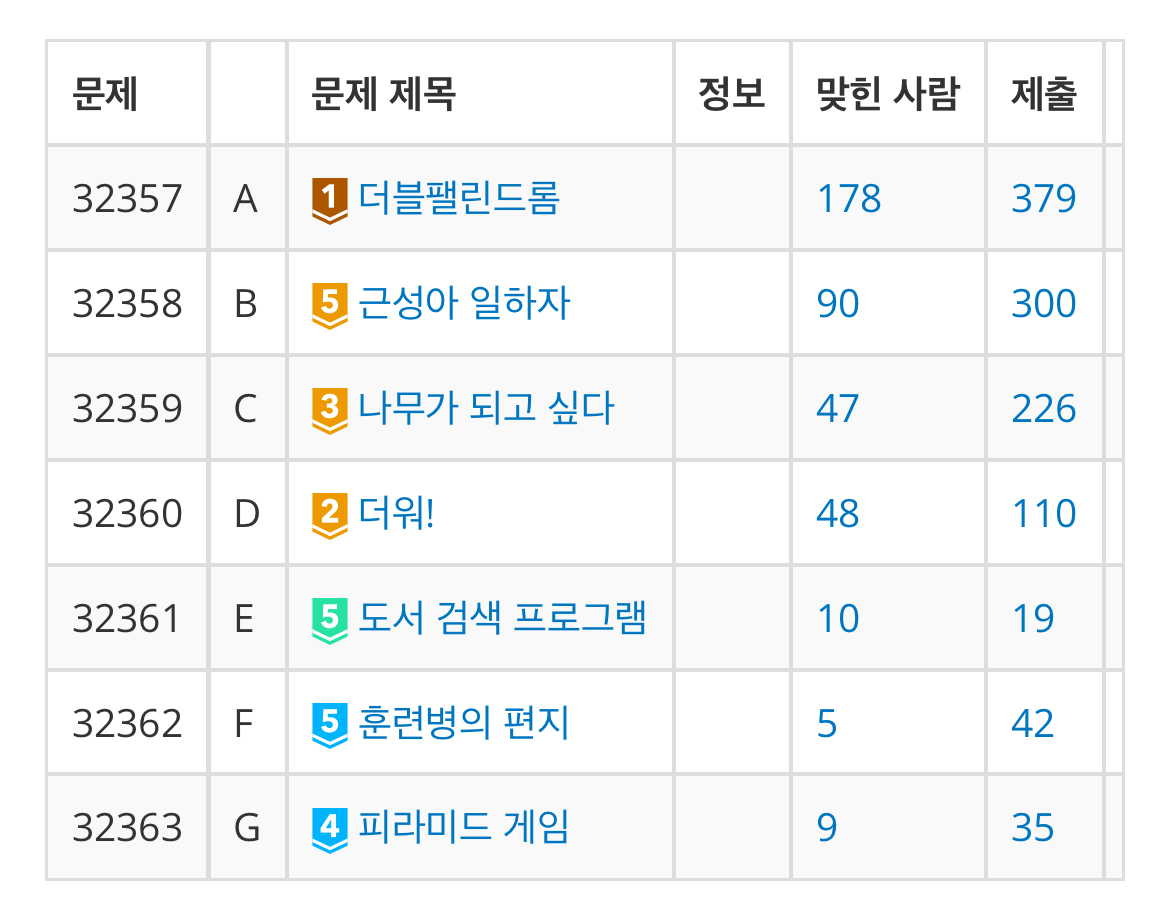 문제 문제 제목 정보 맞힌 사람 제출
32357 A 1 더블팰린드롬 178 379
32358 B 5 근성아 일하자 90 300
32359 C 3 나무가 되고 싶다 47 226
32360 D 2 더워! 48 110
32361 E 5 도서 검색 프로그램 10 19
32362 F 5 훈련병의 편지 5 42
32363 G 4 피라미드 게임 9 35